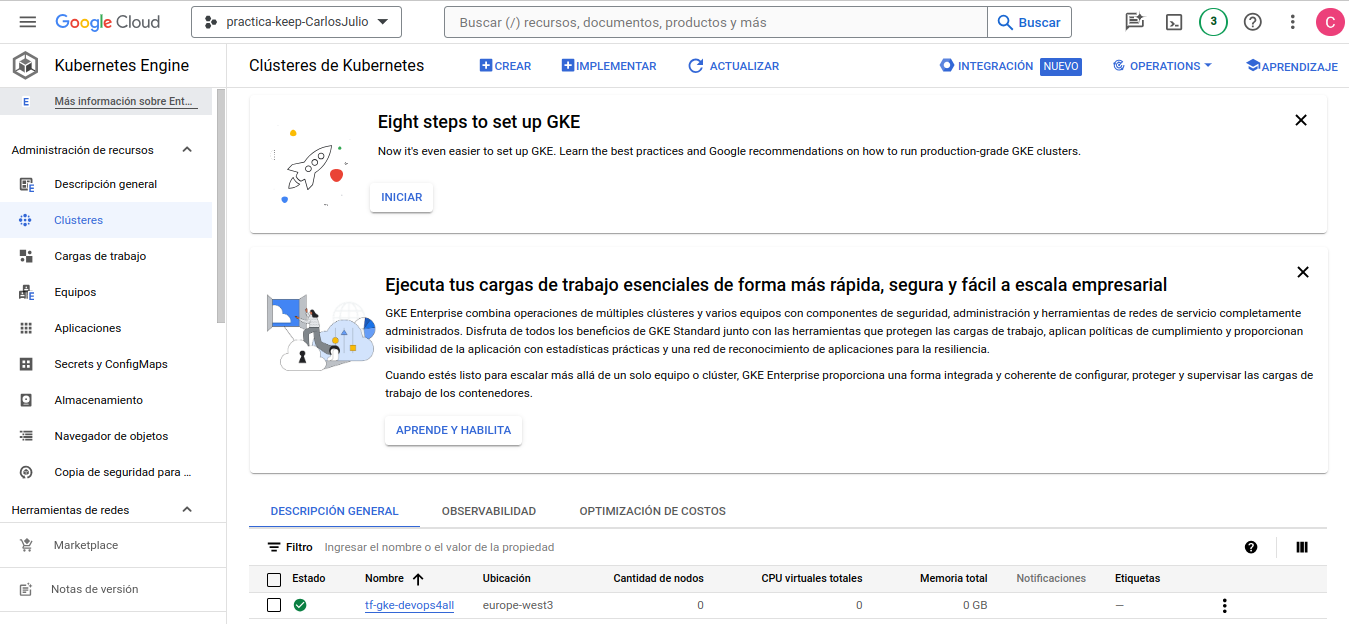 Google Cloud
practica-keep-CarlosJulio
Buscar (/) recursos, documentos, productos y más
Buscar
3
C
Kubernetes Engine
Clústeres de Kubernetes
CREAR
IMPLEMENTAR
ACTUALIZAR
INTEGRACIÓN NUEVO
OPERATIONS
APRENDIZAJE
E Más información sobre Ent...
Administración de recursos
Descripción general
Clústeres
Cargas de trabajo
Equipos
Aplicaciones
Secrets y ConfigMaps
Almacenamiento
Navegador de objetos
Copia de seguridad para ...
Herramientas de redes
Marketplace
Notas de versión
Eight steps to set up GKE
Now it's even easier to set up GKE. Learn the best practices and Google recommendations on how to run production-grade GKE clusters.
INICIAR
Ejecuta tus cargas de trabajo esenciales de forma más rápida, segura y fácil a escala empresarial
GKE Enterprise combina operaciones de múltiples clústeres y varios equipos con componentes de seguridad, administración y herramientas de redes de servicio completamente
administrados. Disfruta de todos los beneficios de GKE Standard junto con las herramientas que protegen las cargas de trabajo, aplican políticas de cumplimiento y proporcionan
visibilidad de la aplicación con estadísticas prácticas y una red de reconocimiento de aplicaciones para la resiliencia.
Cuando estés listo para escalar más allá de un solo equipo o clúster, GKE Enterprise proporciona una forma integrada y coherente de configurar, proteger y supervisar las cargas de
trabajo de los contenedores.
APRENDE Y HABILITA
DESCRIPCIÓN GENERAL
OBSERVABILIDAD
OPTIMIZACIÓN DE COSTOS
Filtro Ingresar el nombre o el valor de la propiedad
Estado Nombre Ubicación Cantidad de nodos CPU virtuales totales Memoria total Notificaciones Etiquetas
tf-gke-devops4all europe-west3 0 0 0 GB —